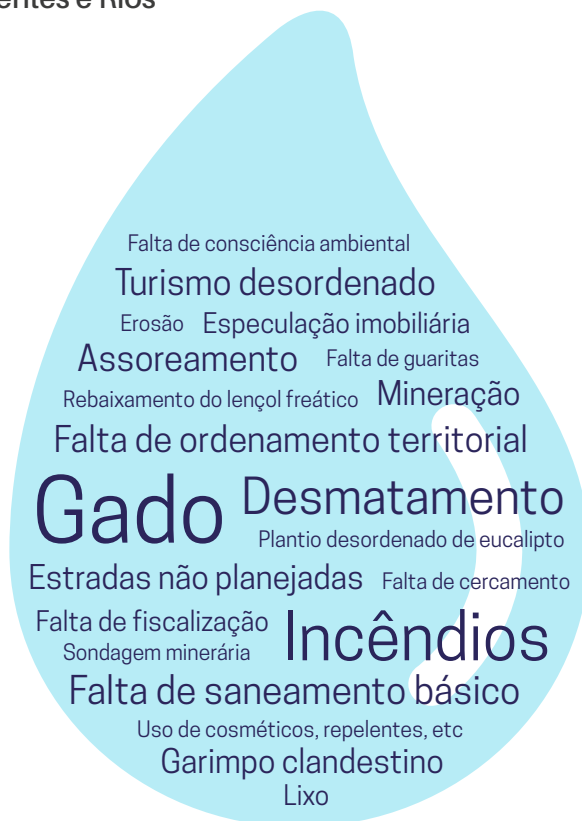 entes e Rios
Falta de consciência ambiental
Turismo desordenado
Erosão Especulação imobiliária
Assoreamento Falta de guaritas
Rebaixamento do lençol freático Mineração
Falta de ordenamento territorial
Gado Desmatamento
Plantio desordenado de eucalipto
Estradas não planejadas Falta de cercamento
Falta de fiscalização Incêndios
Sondagem minerária
Falta de saneamento básico
Uso de cosméticos, repelentes, etc
Garimpo clandestino
Lixo